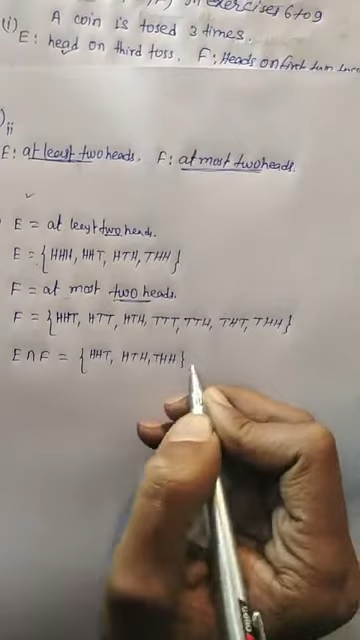 exercises 6 to 9
(i) A coin is tosed 3 times.
E: head on third toss. F: Heads on first
ii
E: at least two heads. F: at most two heads.
E = at least two heads.
E = {HHH, HHT, HTH, THH}
F = at most two heads.
F = {HHT, HTT, HTH, TTT, TTH, THT, THH}
E ∩ F = {HHT, HTH, THH}